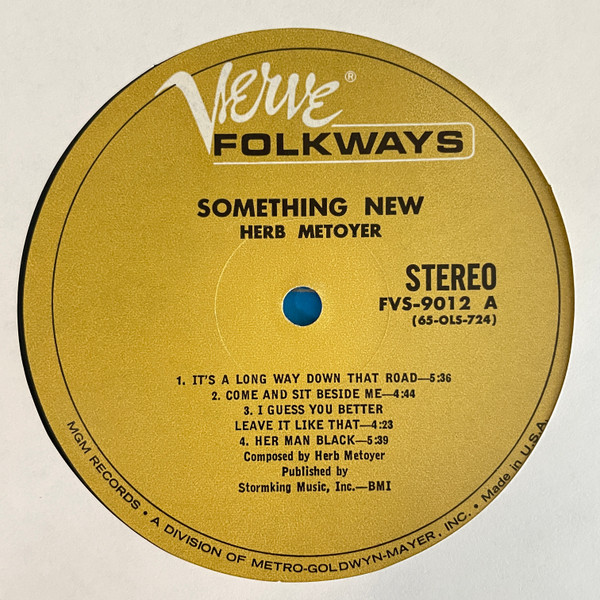 Verve®
FOLKWAYS
SOMETHING NEW
HERB METOYER
STEREO
FVS-9012 A
(65-OLS-724)
1. IT'S A LONG WAY DOWN THAT ROAD—5:36
2. COME AND SIT BESIDE ME—4:44
3. I GUESS YOU BETTER
LEAVE IT LIKE THAT—4:23
4. HER MAN BLACK—5:39
Composed by Herb Metoyer
Published by
Stormking Music, Inc.—BMI
MGM RECORDS • A DIVISION OF METRO-GOLDWYN-MAYER, INC. • Made in U.S.A.